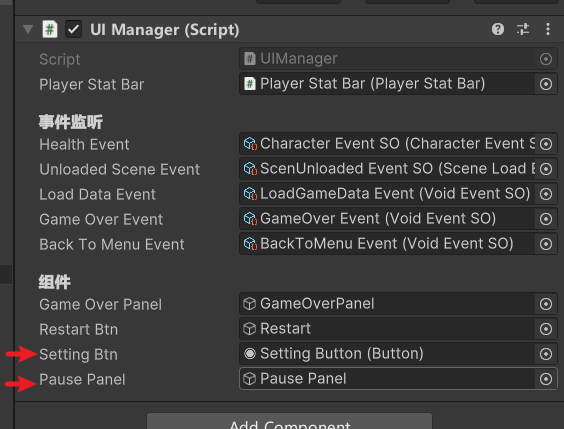 UI Manager (Script)
Script UIManager
Player Stat Bar Player Stat Bar (Player Stat Bar)
事件监听
Health Event Character Event SO (Character Event S
Unloaded Scene Event ScenUnloaded Event SO (Scene Load E
Load Data Event LoadGameData Event (Void Event SO)
Game Over Event GameOver Event (Void Event SO)
Back To Menu Event BackToMenu Event (Void Event SO)
组件
Game Over Panel GameOverPanel
Restart Btn Restart
Setting Btn Setting Button (Button)
Pause Panel Pause Panel
Add Component